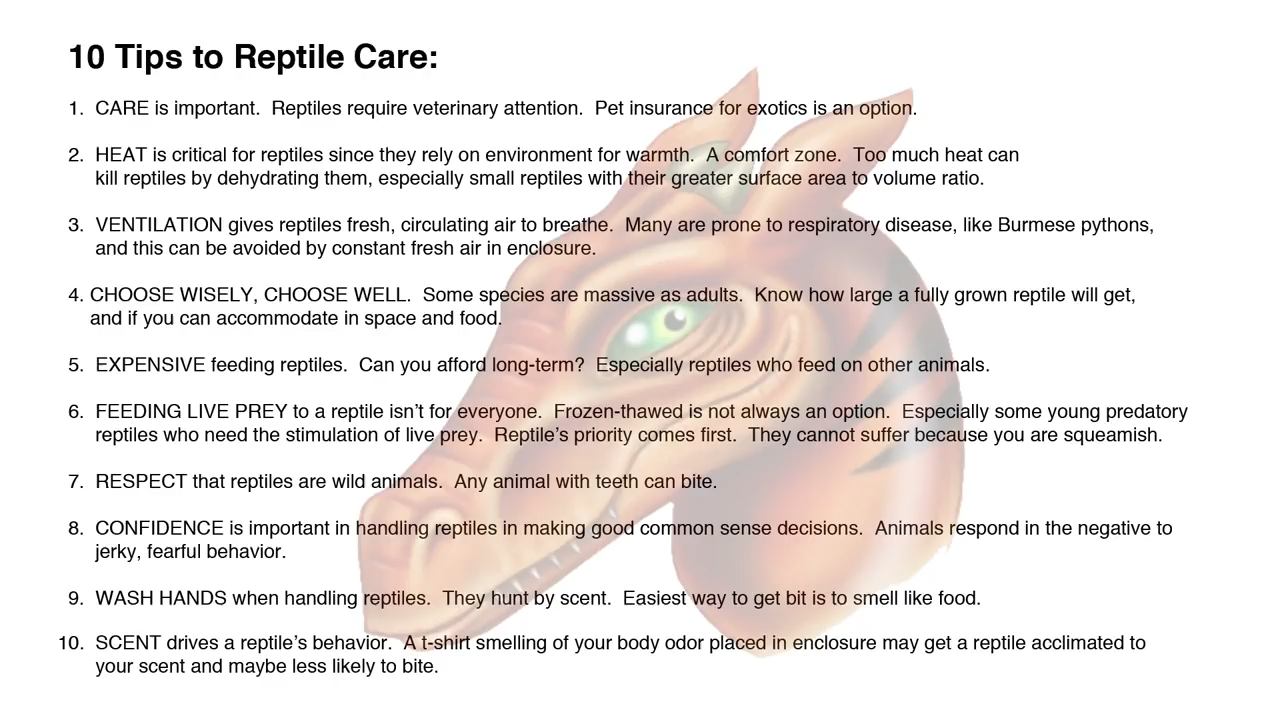 10 Tips to Reptile Care:
1. CARE is important. Reptiles require veterinary attention. Pet insurance for exotics is an option.
2. HEAT is critical for reptiles since they rely on environment for warmth. A comfort zone. Too much heat can
kill reptiles by dehydrating them, especially small reptiles with their greater surface area to volume ratio.
3. VENTILATION gives reptiles fresh, circulating air to breathe. Many are prone to respiratory disease, like Burmese pythons,
and this can be avoided by constant fresh air in enclosure.
4. CHOOSE WISELY, CHOOSE WELL. Some species are massive as adults. Know how large a fully grown reptile will get,
and if you can accommodate in space and food.
5. EXPENSIVE feeding reptiles. Can you afford long-term? Especially reptiles who feed on other animals.
6. FEEDING LIVE PREY to a reptile isn't for everyone. Frozen-thawed is not always an option. Especially some young predatory
reptiles who need the stimulation of live prey. Reptile's priority comes first. They cannot suffer because you are squeamish.
7. RESPECT that reptiles are wild animals. Any animal with teeth can bite.
8. CONFIDENCE is important in handling reptiles in making good common sense decisions. Animals respond in the negative to
jerky, fearful behavior.
9. WASH HANDS when handling reptiles. They hunt by scent. Easiest way to get bit is to smell like food.
10. SCENT drives a reptile's behavior. A t-shirt smelling of your body odor placed in enclosure may get a reptile acclimated to
your scent and maybe less likely to bite.